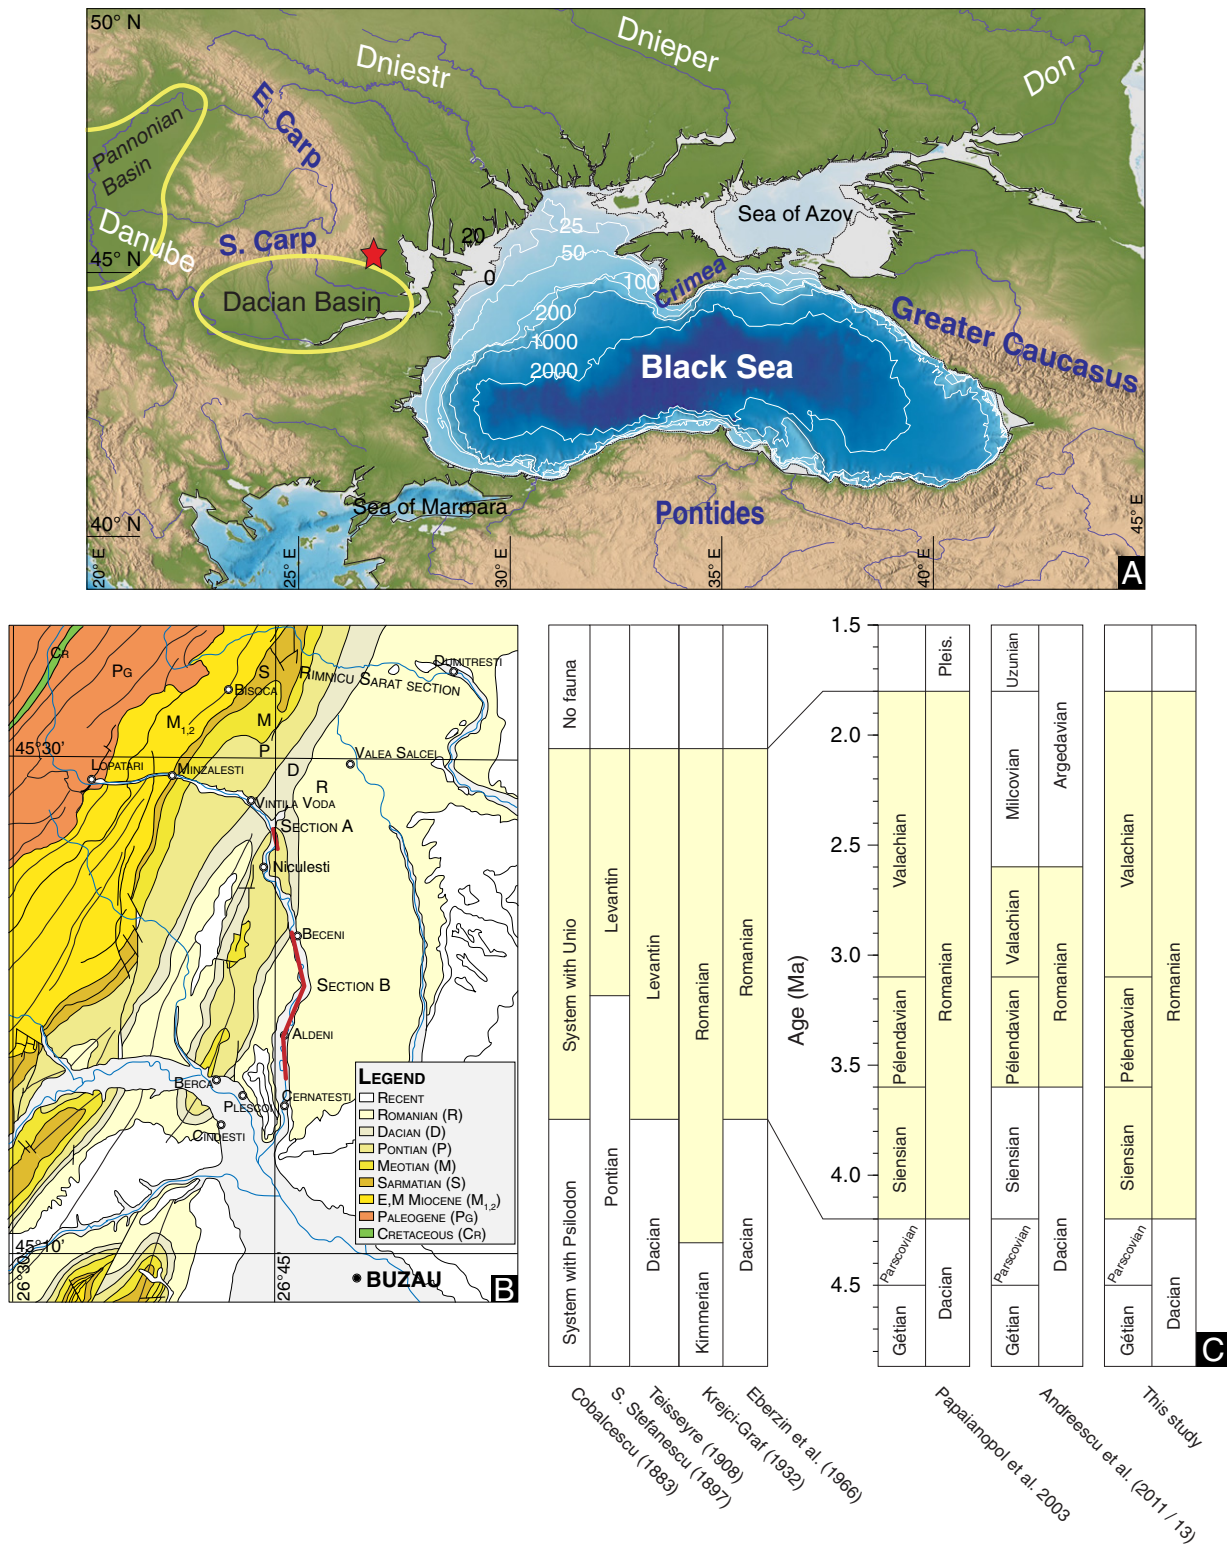 50° N
Dniestr
Dnieper
Don
E. Carp
Pannonian
Basin
Danube
S. Carp
45° N
Dacian Basin
20
0
25
50
100
200
1000
2000
Sea of Azov
Crimea
Greater Caucasus
Black Sea
Sea of Marmara
Pontides
40° N
20° E
25° E
30° E
35° E
40° E
45° E
A
CR
PG
S
RIMNICU SARAT SECTION
DUMITRESTI
BISOCA
M1,2
M
45°30'
P
VALEA SALCEI
LOPATARI
MINZALESTI
D
R
VINTILA VODA
SECTION A
Niculesti
BECENI
SECTION B
ALDENI
BERCA
PLESCOI
CERNATESTI
CINDESTI
LEGEND
RECENT
ROMANIAN (R)
DACIAN (D)
PONTIAN (P)
MEOTIAN (M)
SARMATIAN (S)
E,M MIOCENE (M1,2)
PALEOGENE (PG)
CRETACEOUS (CR)
45°10'
26°30'
26°45'
BUZAU
B
No fauna
System with Unio
System with Psilodon
Levantin
Pontian
Levantin
Dacian
Romanian
Kimmerian
Romanian
Dacian
Cobalcescu (1883)
S. Stefanescu (1897)
Teisseyre (1908)
Krejci-Graf (1932)
Eberzin et al. (1966)
Age (Ma)
1.5
2.0
2.5
3.0
3.5
4.0
4.5
Valachian
Pélendavian
Siensian
Parscovian
Gétian
Pleis.
Romanian
Dacian
Papaianopol et al. 2003
Uzunian
Milcovian
Valachian
Pélendavian
Siensian
Parscovian
Gétian
Argedavian
Romanian
Dacian
Andreescu et al. (2011 / 13)
Valachian
Pélendavian
Siensian
Parscovian
Gétian
Romanian
Dacian
This study
C